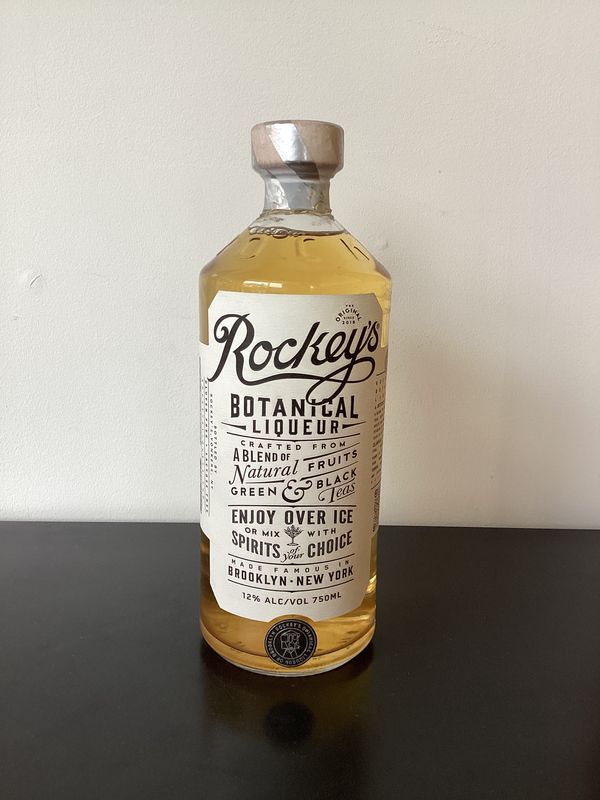 THE
ORIGINAL
SINCE
2018
Rockey's
BOTANICAL
LIQUEUR
CRAFTED FROM
A BLEND OF
Natural FRUITS
GREEN & BLACK
Teas
ENJOY OVER ICE
OR MIX WITH
SPIRITS of your CHOICE
MADE FAMOUS IN
BROOKLYN · NEW YORK
12% ALC/VOL 750ML